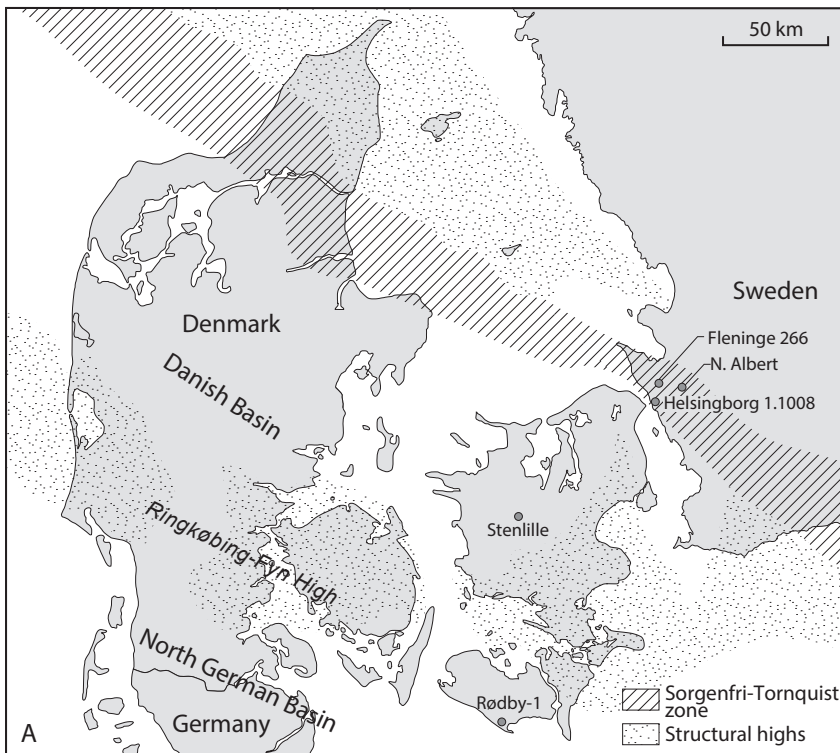 50 km
Sweden
Fleninge 266
N. Albert
Helsingborg 1.1008
Denmark
Danish Basin
Stenlille
Ringkøbing-Fyn High
North German Basin
Rødby-1
Germany
A
Sorgenfri-Tornquist
zone
Structural highs